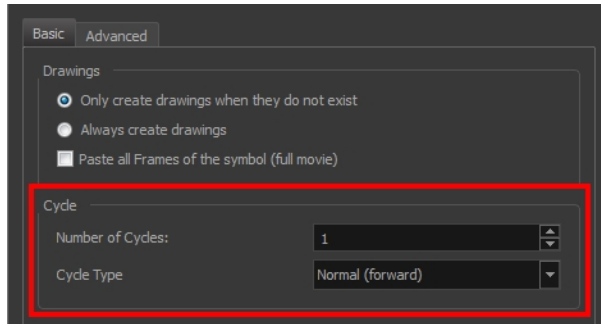 Basic Advanced
Drawings
Only create drawings when they do not exist
Always create drawings
Paste all Frames of the symbol (full movie)
Cycle
Number of Cycles: 1
Cycle Type Normal (forward)